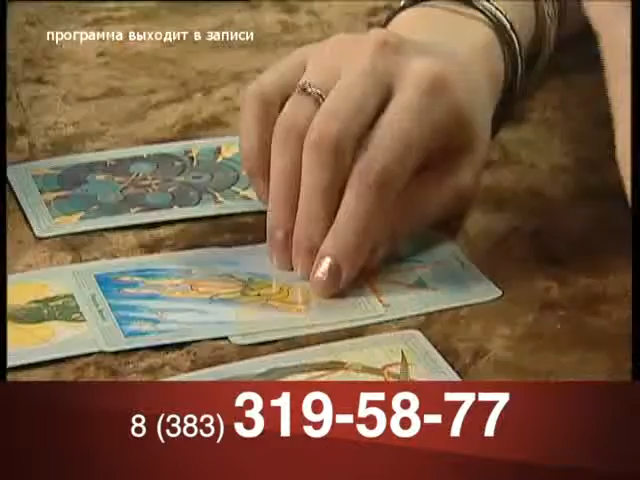 программа выходит в записи
8 (383) 319-58-77